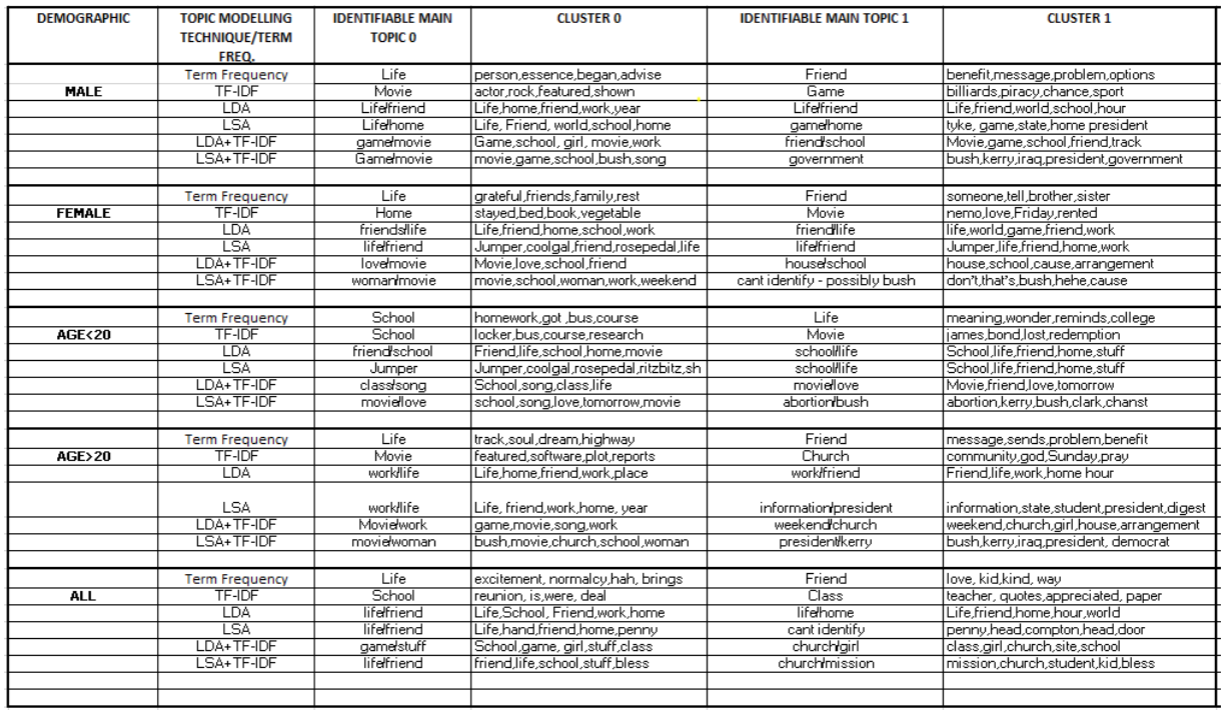 DEMOGRAPHIC TOPIC MODELLING TECHNIQUE/TERM FREQ. IDENTIFIABLE MAIN TOPIC 0 CLUSTER 0 IDENTIFIABLE MAIN TOPIC 1 CLUSTER 1
Term Frequency Life person,essence,began,advise Friend benefit,message,problem,options
MALE TF-IDF Movie actor,rock,featured,shown Game billiards,piracy,chance,sport
LDA Life/friend Life,home,friend,work,year Life/friend Life,friend,world,school,hour
LSA Life/home Life, Friend, world,school,home game/home tyke, game,state,home president
LDA+TF-IDF game/movie Game,school, girl, movie,work friend/school Movie,game,school,friend,track
LSA+TF-IDF Game/movie movie,game,school,bush,song government bush,kerry,iraq,president,government
Term Frequency Life grateful,friends,family,rest Friend someone,tell,brother,sister
FEMALE TF-IDF Home stayed,bed,book,vegetable Movie nemo,love,Friday,rented
LDA friends/life Life,friend,home,school,work friend/life life,world,game,friend,work
LSA life/friend Jumper,coolgal,friend,rosepedal,life life/friend Jumper,life,friend,home,work
LDA+TF-IDF love/movie Movie,love,school,friend house/school house,school,cause,arrangement
LSA+TF-IDF woman/movie movie,school,woman,work,weekend cant identify - possibly bush don't,that's,bush,hehe,cause
Term Frequency School homework,got ,bus,course Life meaning,wonder,reminds,college
AGE<20 TF-IDF School locker,bus,course,research Movie james,bond,lost,redemption
LDA friend/school Friend,life,school,home,movie school/life School,life,friend,home,stuff
LSA Jumper Jumper,coolgal,rosepedal,ritzbitz,sh school/life School,life,friend,home,stuff
LDA+TF-IDF class/song School,song,class,life movie/love Movie,friend,love,tomorrow
LSA+TF-IDF movie/love school,song,love,tomorrow,movie abortion/bush abortion,kerry,bush,clark,chanst
Term Frequency Life track,soul,dream,highway Friend message,sends,problem,benefit
AGE>20 TF-IDF Movie featured,software,plot,reports Church community,god,Sunday,pray
LDA work/life Life,home,friend,work,place work/friend Friend,life,work,home hour
LSA work/life Life, friend,work,home, year information/president information,state,student,president,digest
LDA+TF-IDF Movie/work game,movie,song,work weekend/church weekend,church,girl,house,arrangement
LSA+TF-IDF movie/woman bush,movie,church,school,woman president/kerry bush,kerry,iraq,president, democrat
Term Frequency Life excitement, normalcy,hah, brings Friend love, kid,kind, way
ALL TF-IDF School reunion, is,were, deal Class teacher, quotes,appreciated, paper
LDA life/friend Life,School, Friend,work,home life/home Life,friend,home,hour,world
LSA life/friend Life,hand,friend,home,penny cant identify penny,head,compton,head,door
LDA+TF-IDF game/stuff School,game, girl,stuff,class church/girl class,girl,church,site,school
LSA+TF-IDF life/friend friend,life,school,stuff,bless church/mission mission,church,student,kid,bless